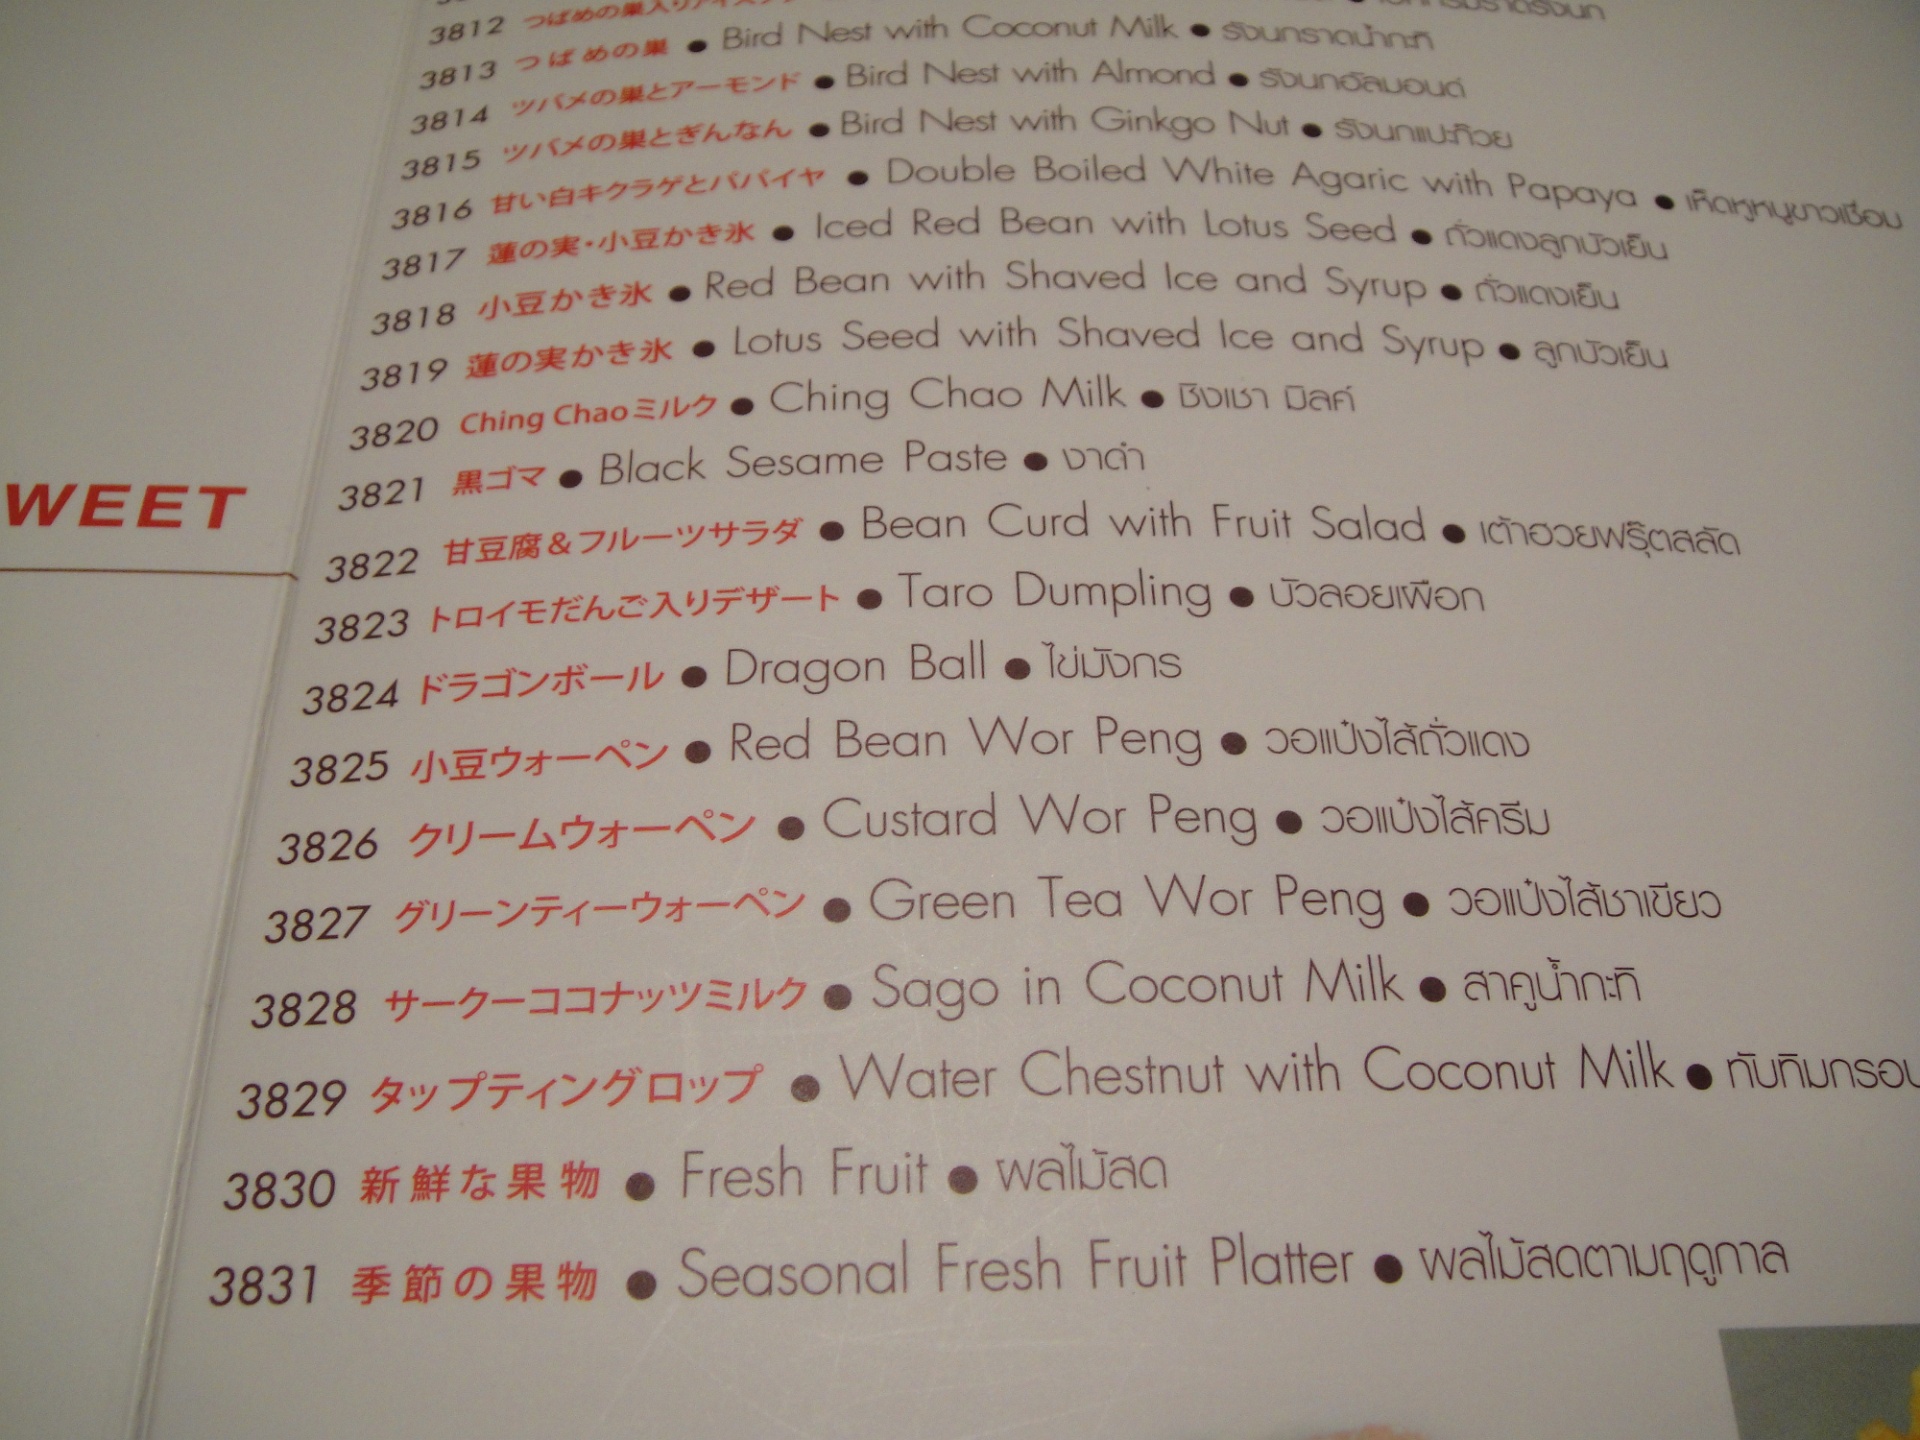 3812 つばめの巣入り
3813 つばめの巣 ● Bird Nest with Coconut Milk ● รังนกราดน้ำกะทิ
3814 ツバメの巣とアーモンド ● Bird Nest with Almond ● รังนกอัลมอนด์
3815 ツバメの巣とぎんなん ● Bird Nest with Ginkgo Nut ● รังนกแปะก๊วย
3816 甘い白キクラゲとパパイヤ ● Double Boiled White Agaric with Papaya ● เห็ดหูหนูขาวเชื่อม
3817 蓮の実・小豆かき氷 ● Iced Red Bean with Lotus Seed ● ถั่วแดงลูกบัวเย็น
3818 小豆かき氷 ● Red Bean with Shaved Ice and Syrup ● ถั่วแดงเย็น
3819 蓮の実かき氷 ● Lotus Seed with Shaved Ice and Syrup ● ลูกบัวเย็น
3820 Ching Chaoミルク ● Ching Chao Milk ● ชิงเชา มิลค์
3821 黒ゴマ ● Black Sesame Paste ● งาดำ
WEET
3822 甘豆腐&フルーツサラダ ● Bean Curd with Fruit Salad ● เต้าฮวยฟรุ๊ตสลัด
3823 トロイモだんご入りデザート ● Taro Dumpling ● บัวลอยเผือก
3824 ドラゴンボール ● Dragon Ball ● ไข่มังกร
3825 小豆ウォーペン ● Red Bean Wor Peng ● วอแป๋งไส้ถั่วแดง
3826 クリームウォーペン ● Custard Wor Peng ● วอแป๋งไส้ครีม
3827 グリーンティーウォーペン ● Green Tea Wor Peng ● วอแป๋งไส้ชาเขียว
3828 サークーココナッツミルク ● Sago in Coconut Milk ● สาคูน้ำกะทิ
3829 タップティングロップ ● Water Chestnut with Coconut Milk ● ทับทิมกรอบ
3830 新鮮な果物 ● Fresh Fruit ● ผลไม้สด
3831 季節の果物 ● Seasonal Fresh Fruit Platter ● ผลไม้สดตามฤดูกาล